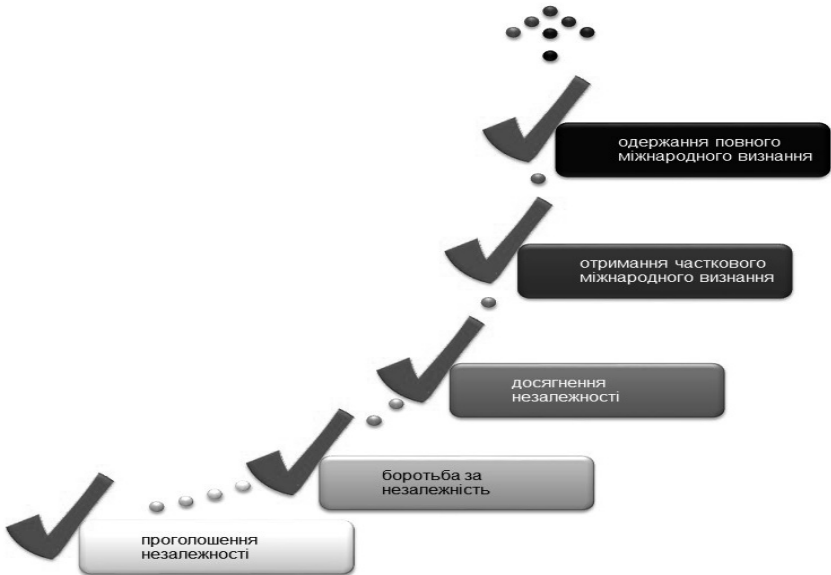 одержання повного
міжнародного визнання
отримання часткового
міжнародного визнання
досягнення
незалежності
боротьба за
незалежність
проголошення
незалежності